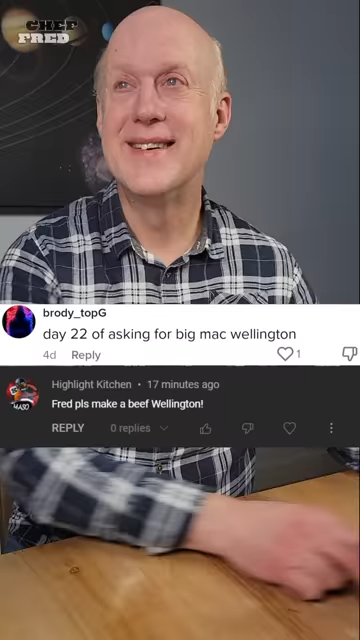 CHEF
FRED
brody_topG
day 22 of asking for big mac wellington
4d Reply 1
Highlight Kitchen • 17 minutes ago
MASO
Fred pls make a beef Wellington!
REPLY 0 replies